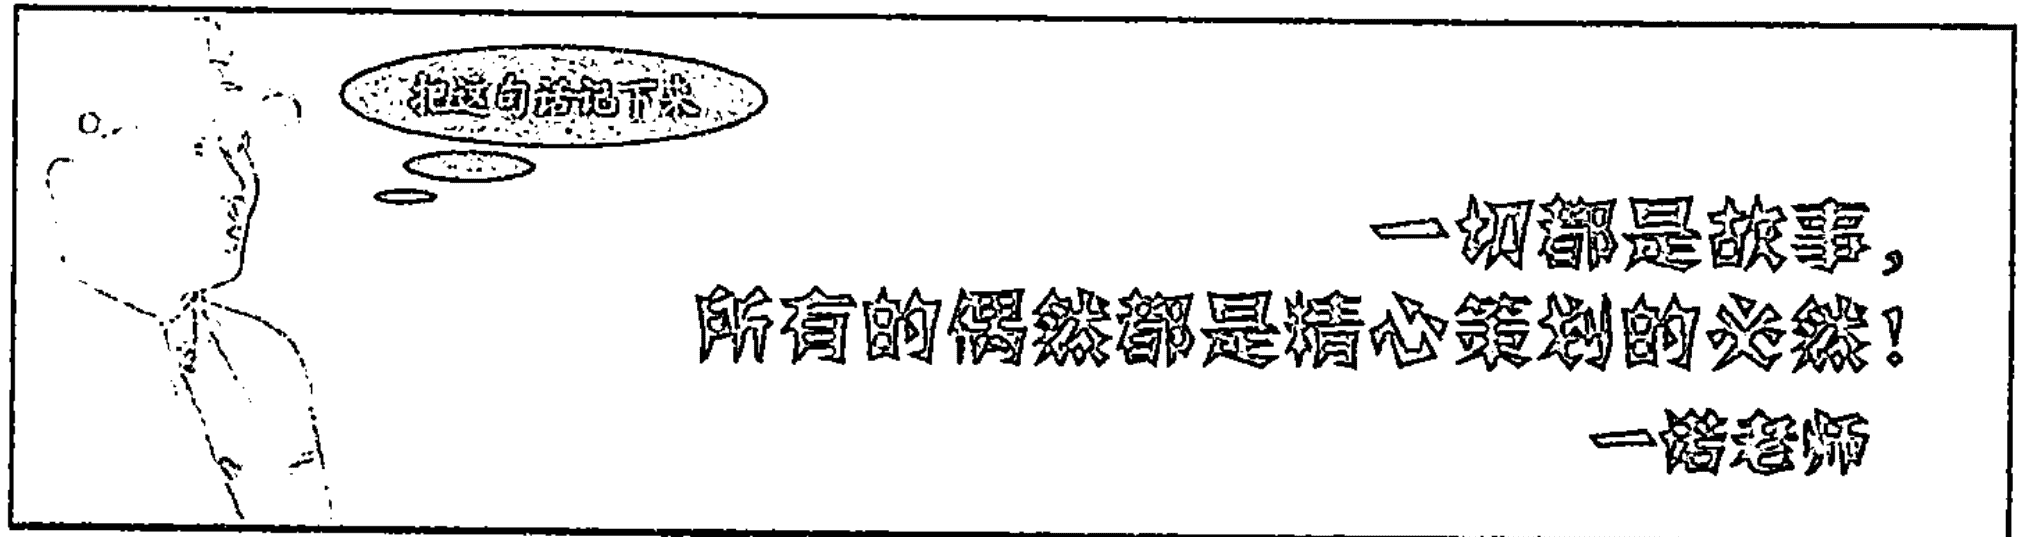 把这句话记下来
一切都是故事，
所有的偶然都是精心策划的必然！
一诺老师